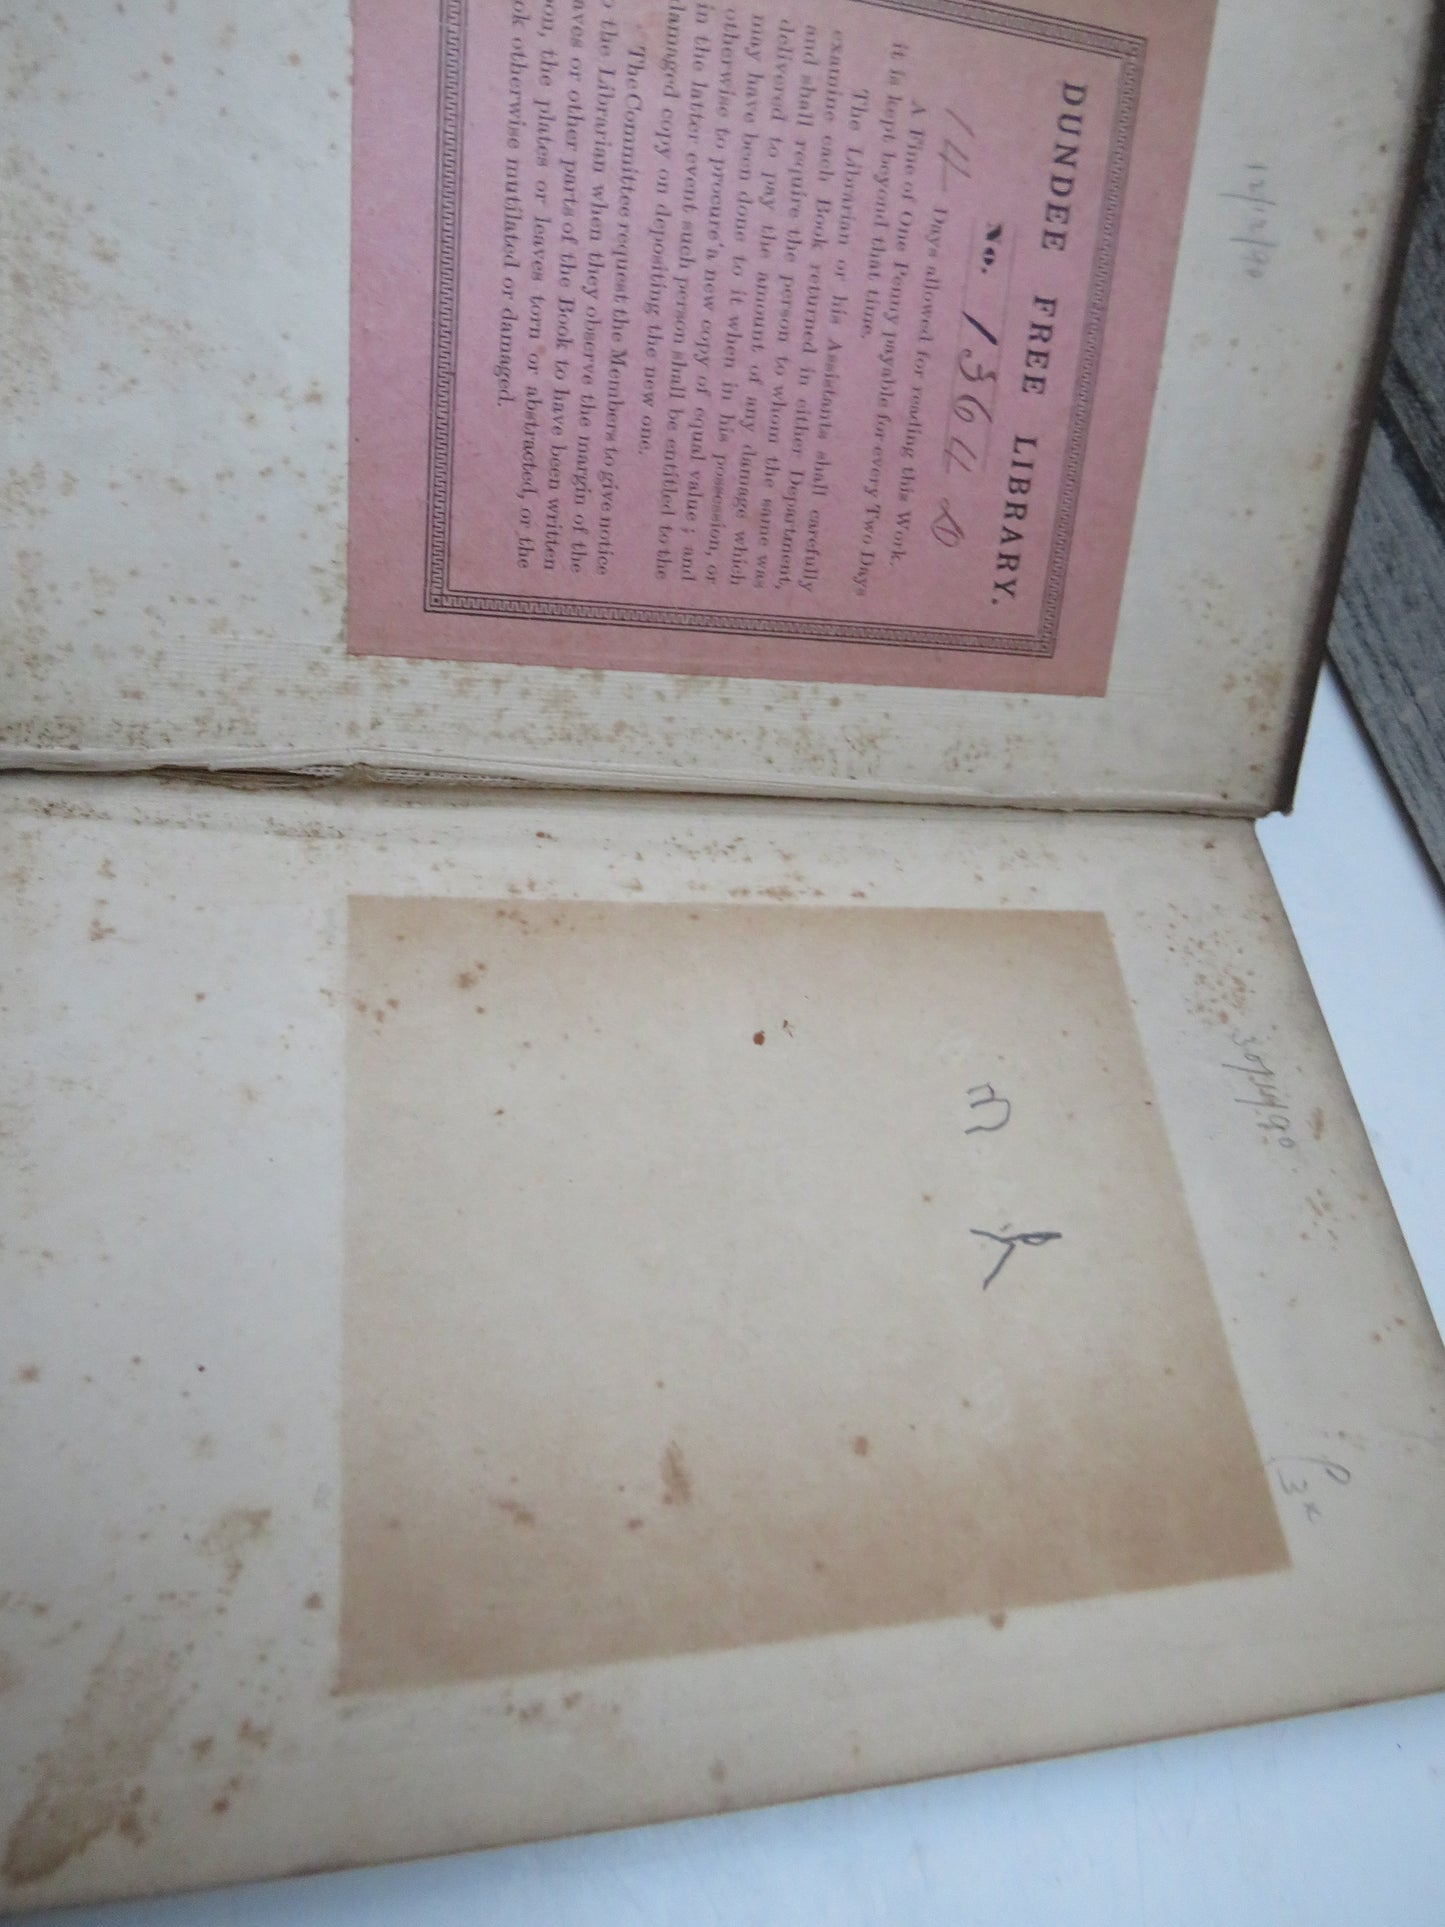 12/12/90
DUNDEE FREE LIBRARY.
No. 13644 D
14 Days allowed for reading this Work.
A Fine of One Penny payable for every Two Days
it is kept beyond that time.
The Librarian or his Assistants shall carefully
examine each Book returned in either Department,
and shall require the person to whom the same was
delivered to pay the amount of any damage which
may have been done to it when in his possession, or
otherwise to procure a new copy of equal value; and
in the latter event such person shall be entitled to the
damaged copy on depositing the new one.
The Committee request the Members to give notice
the Librarian when they observe the margin of the
or other parts of the Book to have been written
the plates or leaves torn or abstracted, or the
otherwise mutilated or damaged.